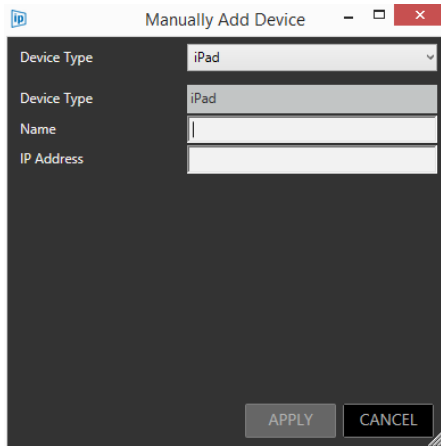 ip
Manually Add Device
Device Type iPad
Device Type iPad
Name
IP Address
APPLY CANCEL